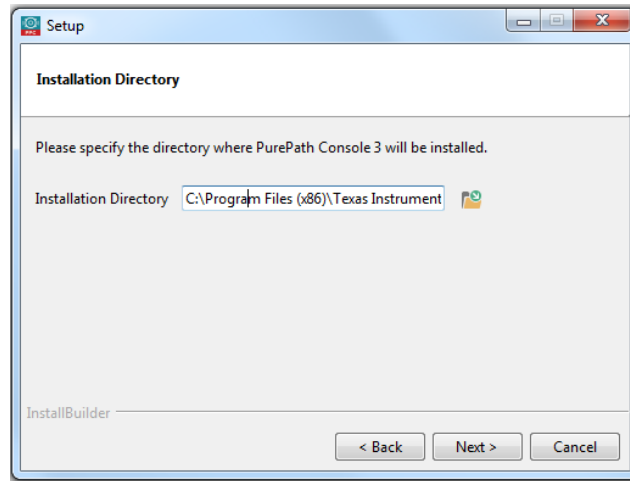 Setup
Installation Directory
Please specify the directory where PurePath Console 3 will be installed.
Installation Directory C:\Program Files (x86)\Texas Instrument
InstallBuilder
< Back Next > Cancel